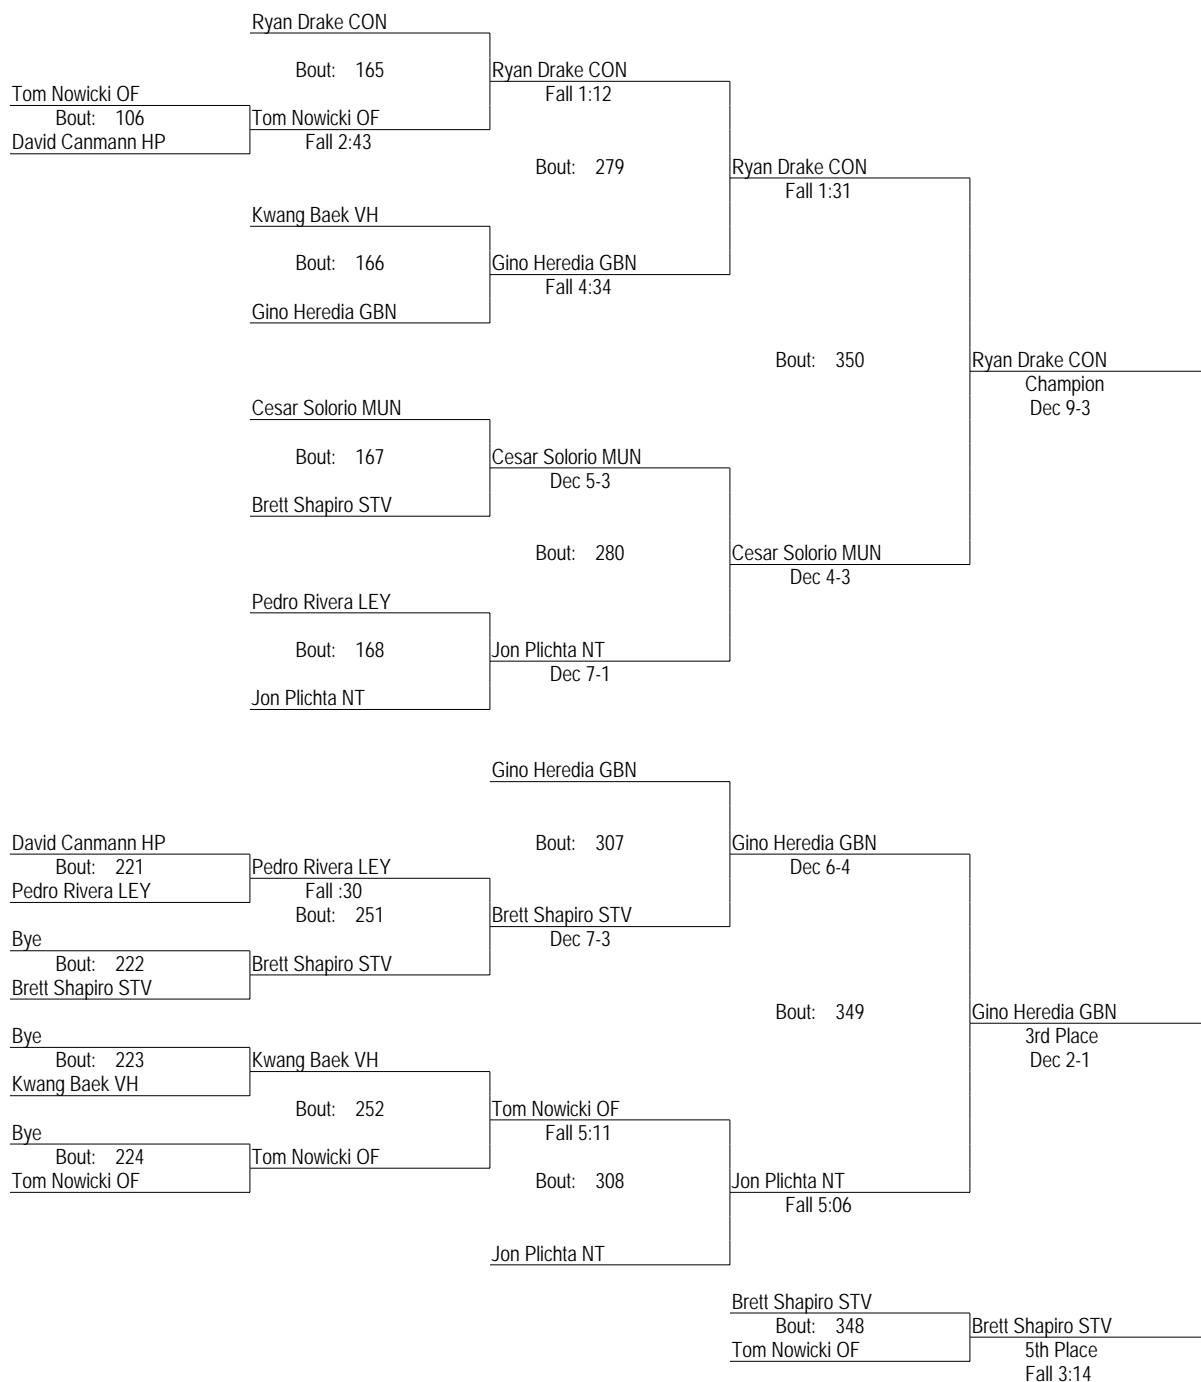 Ryan Drake CON
Bout: 165
Ryan Drake CON
Fall 1:12
Tom Nowicki OF
Bout: 106
Tom Nowicki OF
David Canmann HP
Fall 2:43
Bout: 279
Ryan Drake CON
Fall 1:31
Kwang Baek VH
Bout: 166
Gino Heredia GBN
Fall 4:34
Gino Heredia GBN
Bout: 350
Ryan Drake CON
Champion
Dec 9-3
Cesar Solorio MUN
Bout: 167
Cesar Solorio MUN
Dec 5-3
Brett Shapiro STV
Bout: 280
Cesar Solorio MUN
Dec 4-3
Pedro Rivera LEY
Bout: 168
Jon Plichta NT
Dec 7-1
Jon Plichta NT
Gino Heredia GBN
David Canmann HP
Bout: 307
Gino Heredia GBN
Dec 6-4
Bout: 221
Pedro Rivera LEY
Pedro Rivera LEY
Fall :30
Bout: 251
Brett Shapiro STV
Dec 7-3
Bye
Bout: 222
Brett Shapiro STV
Brett Shapiro STV
Bout: 349
Gino Heredia GBN
3rd Place
Dec 2-1
Bye
Bout: 223
Kwang Baek VH
Kwang Baek VH
Bout: 252
Tom Nowicki OF
Fall 5:11
Bye
Bout: 224
Tom Nowicki OF
Tom Nowicki OF
Bout: 308
Jon Plichta NT
Fall 5:06
Jon Plichta NT
Brett Shapiro STV
Bout: 348
Brett Shapiro STV
Tom Nowicki OF
5th Place
Fall 3:14